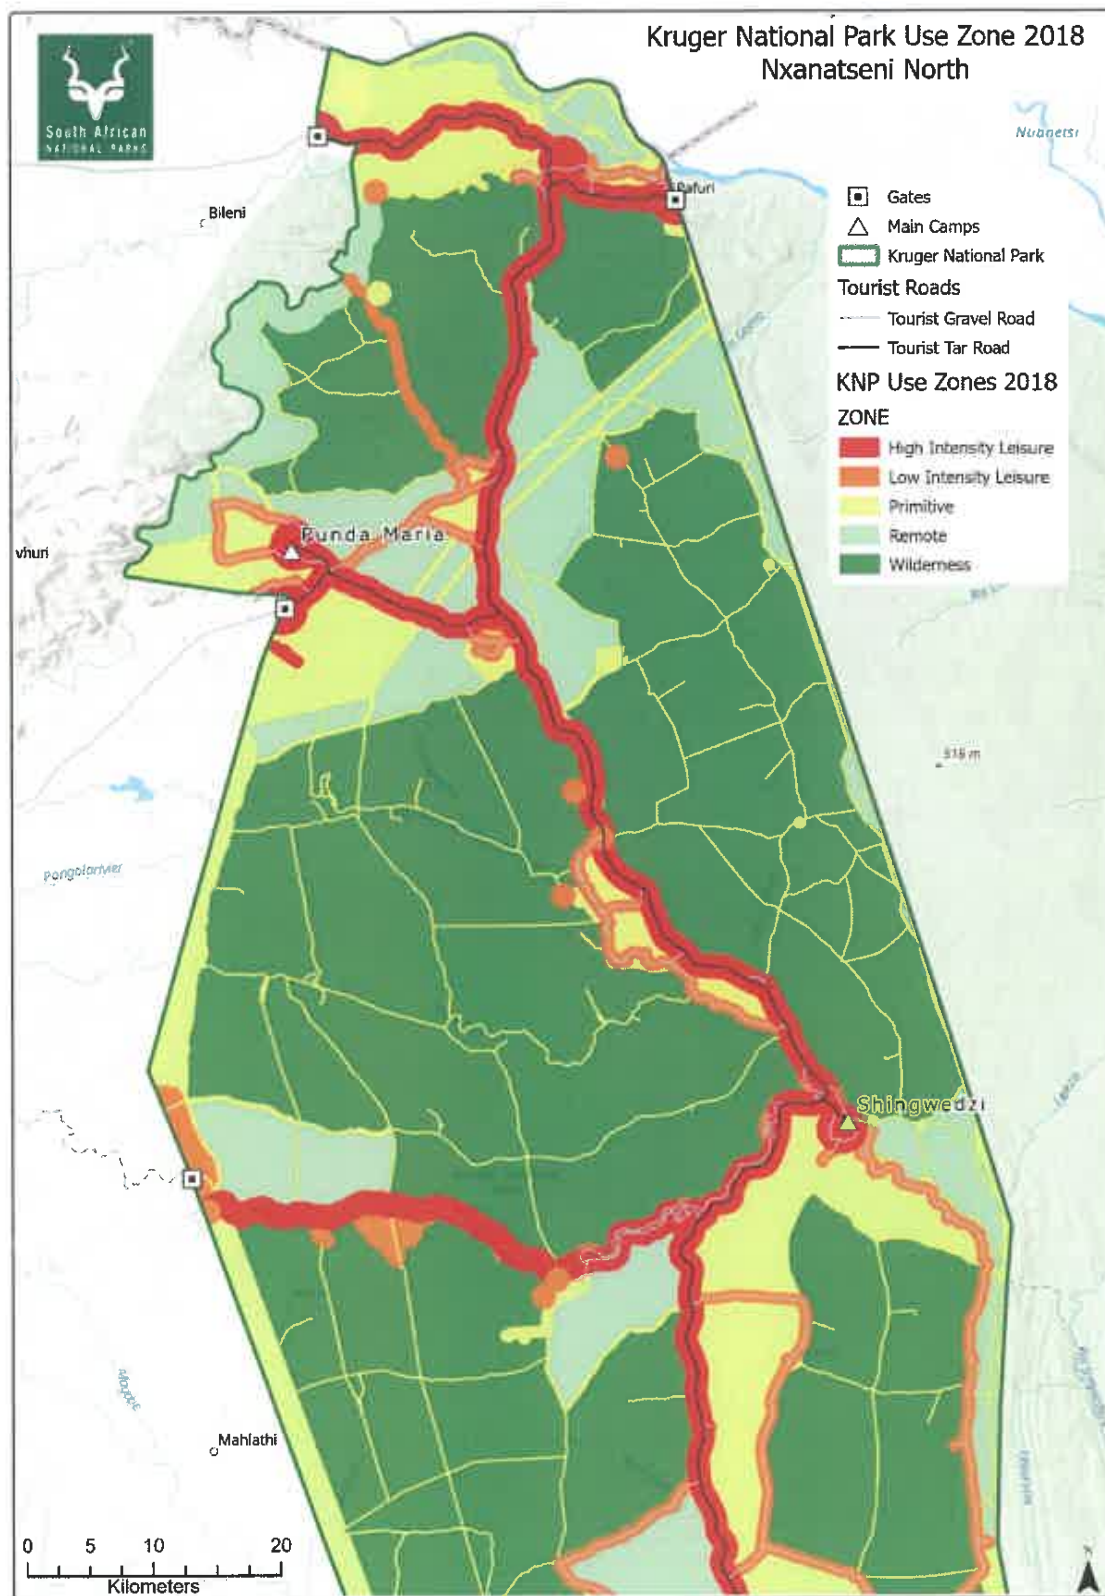 Kruger National Park Use Zone 2018
Nxanatseni North
South African
NATIONAL PARKS
Nuanetsi
Pafuri
Bileni
Gates
Main Camps
Kruger National Park
Tourist Roads
Tourist Gravel Road
Tourist Tar Road
KNP Use Zones 2018
ZONE
High Intensity Leisure
Low Intensity Leisure
Primitive
Remote
Wilderness
Punda Maria
vhuri
318 m
Shingwedzi
Mahlathi
0 5 10 20
Kilometers